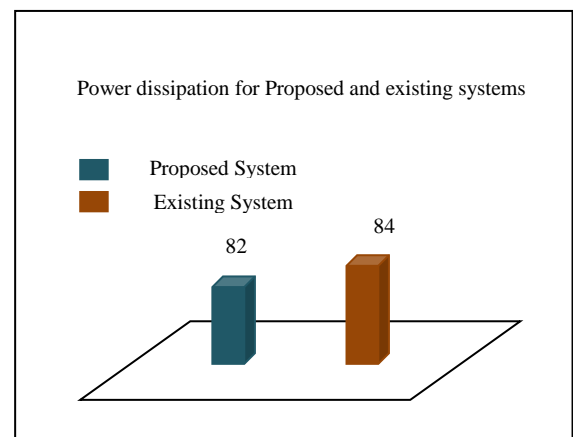 Power dissipation for Proposed and existing systems
Proposed System
Existing System
82
84